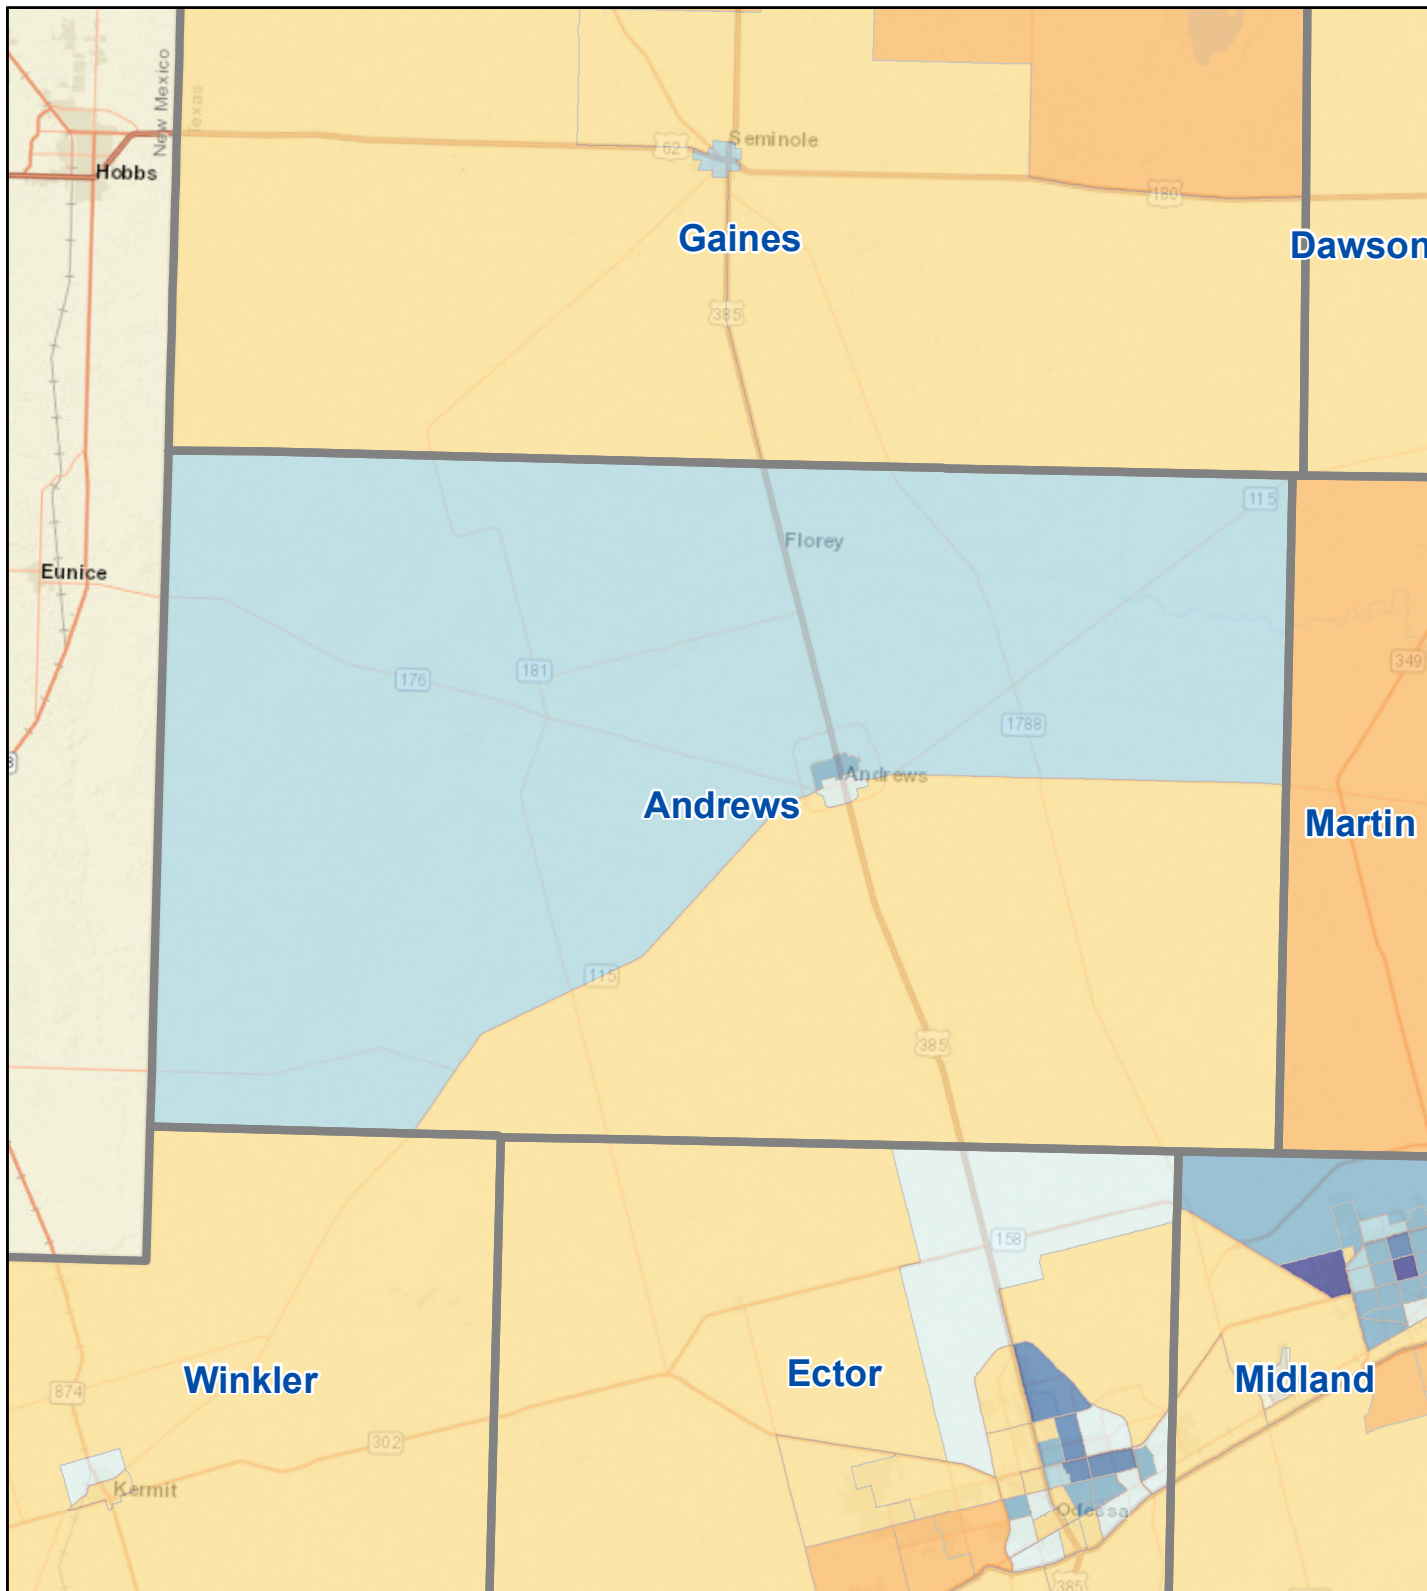 New Mexico
Texas
Seminole
62
Hobbs
180
Gaines
Dawson
385
115
Florey
Eunice
349
181
176
1788
Andrews
Andrews
Martin
115
385
158
Ector
Winkler
Midland
874
302
Kermit
Odessa
385